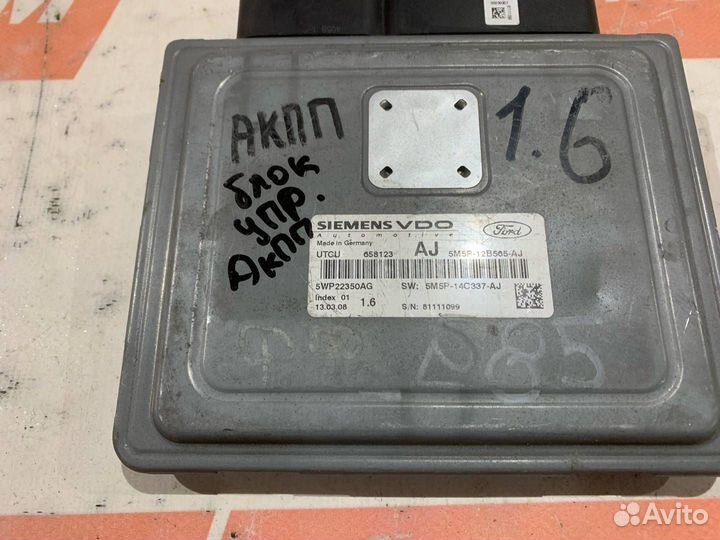 АКПП
блок
упр.
АКПП
1.6
SIEMENS VDO
Automotive
Made in Germany
Ford
UTCU 658123 AJ 5M5P-12B565-AJ
5WP22350AG SW: 5M5P-14C337-AJ
Index 01
13.03.08 1.6 S/N: 81111099
285
Avito